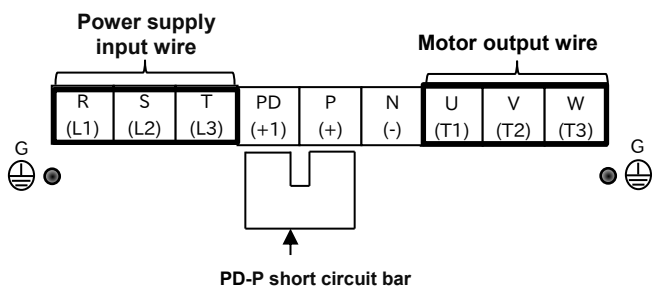 Power supply
input wire
Motor output wire
R S T PD P N U V W
(L1) (L2) (L3) (+1) (+) (-) (T1) (T2) (T3)
G G
PD-P short circuit bar